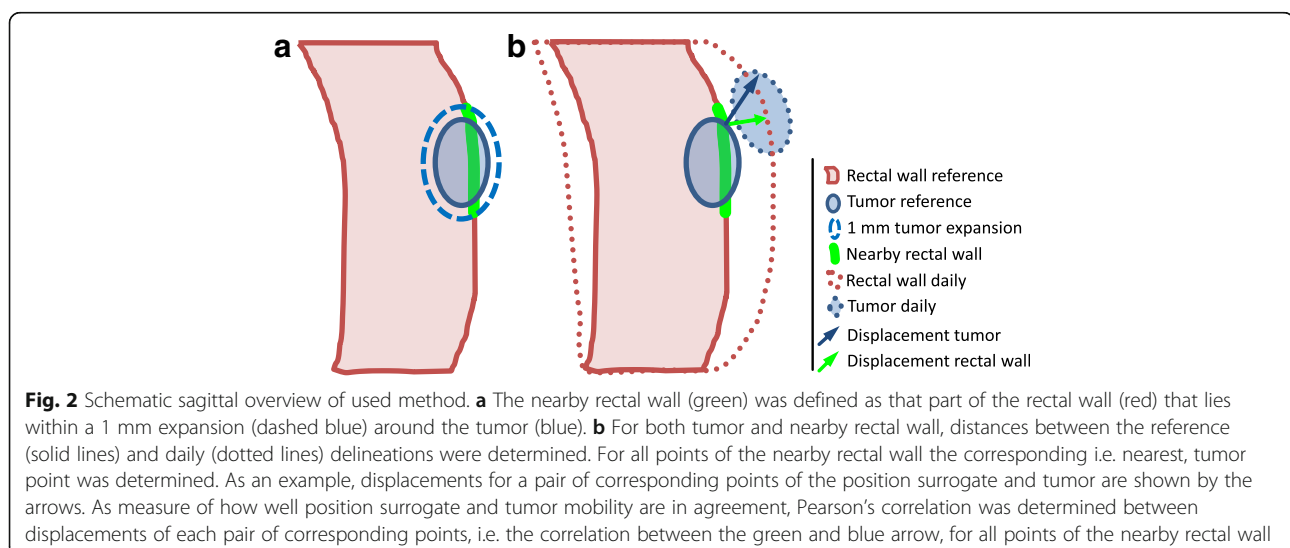 a
b
Rectal wall reference
Tumor reference
1 mm tumor expansion
Nearby rectal wall
Rectal wall daily
Tumor daily
Displacement tumor
Displacement rectal wall
Fig. 2 Schematic sagittal overview of used method. a The nearby rectal wall (green) was defined as that part of the rectal wall (red) that lies
within a 1 mm expansion (dashed blue) around the tumor (blue). b For both tumor and nearby rectal wall, distances between the reference
(solid lines) and daily (dotted lines) delineations were determined. For all points of the nearby rectal wall the corresponding i.e. nearest, tumor
point was determined. As an example, displacements for a pair of corresponding points of the position surrogate and tumor are shown by the
arrows. As measure of how well position surrogate and tumor mobility are in agreement, Pearson's correlation was determined between
displacements of each pair of corresponding points, i.e. the correlation between the green and blue arrow, for all points of the nearby rectal wall